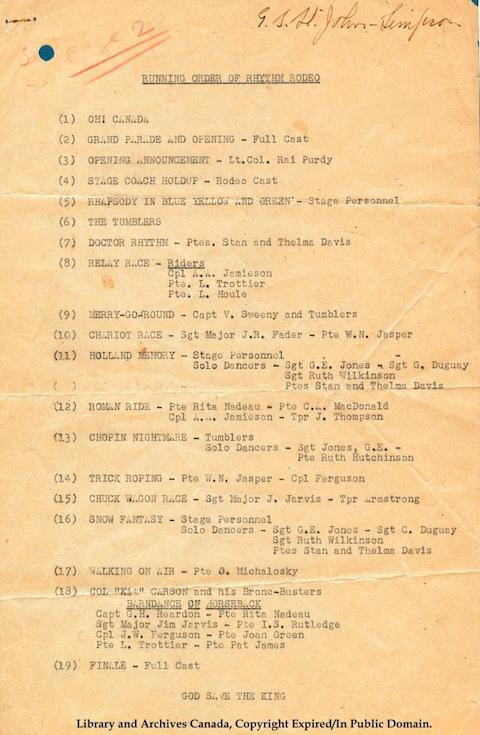 G. S. St. John-Simpson
See page 2
RUNNING ORDER OF RHYTHM RODEO
(1) OH! CANADA
(2) GRAND PARADE AND OPENING - Full Cast
(3) OPENING ANNOUNCEMENT - Lt.Col. Rai Purdy
(4) STAGE COACH HOLDUP - Rodeo Cast
(5) RHAPSODY IN BLUE YELLOW AND GREEN - Stage Personnel
(6) THE TUMBLERS
(7) DOCTOR RHYTHM - Ptes. Stan and Thelma Davis
(8) RELAY RACE - Riders
Cpl A.A. Jamieson
Pte. L. Trottier
Pte. L. Houle
(9) MERRY-GO-ROUND - Capt V. Sweeny and Tumblers
(10) CHARIOT RACE - Sgt Major J.R. Fader - Pte W.N. Jasper
(11) HOLLAND MEMORY - Stage Personnel
Solo Dancers - Sgt G.E. Jones - Sgt G. Duguay
Sgt Ruth Wilkinson
Ptes Stan and Thelma Davis
(12) ROMAN RIDE - Pte Rita Nadeau - Pte C.A. MacDonald
Cpl A.A. Jamieson - Tpr J. Thompson
(13) CHOPIN NIGHTMARE - Tumblers
Solo Dancers - Sgt Jones, G.E. -
Pte Ruth Hutchinson
(14) TRICK ROPING - Pte W.N. Jasper - Cpl Ferguson
(15) CHUCK WAGON RACE - Sgt Major J. Jarvis - Tpr Armstrong
(16) SNOW FANTASY - Stage Personnel
Solo Dancers - Sgt G.E. Jones - Sgt C. Duguay
Sgt Ruth Wilkinson
Ptes Stan and Thelma Davis
(17) WALKING ON AIR - Pte O. Michalosky
(18) COL "Kit" CARSON and his Bronc-Busters
BARNDANCE ON HORSEBACK
Capt G.H. Reardon - Pte Rita Nadeau
Sgt Major Jim Jarvis - Pte I.S. Rutledge
Cpl J.W. Ferguson - Pte Joan Green
Pte L. Trottier - Pte Pat James
(19) FINALE - Full Cast
GOD SAVE THE KING
Library and Archives Canada, Copyright Expired/In Public Domain.